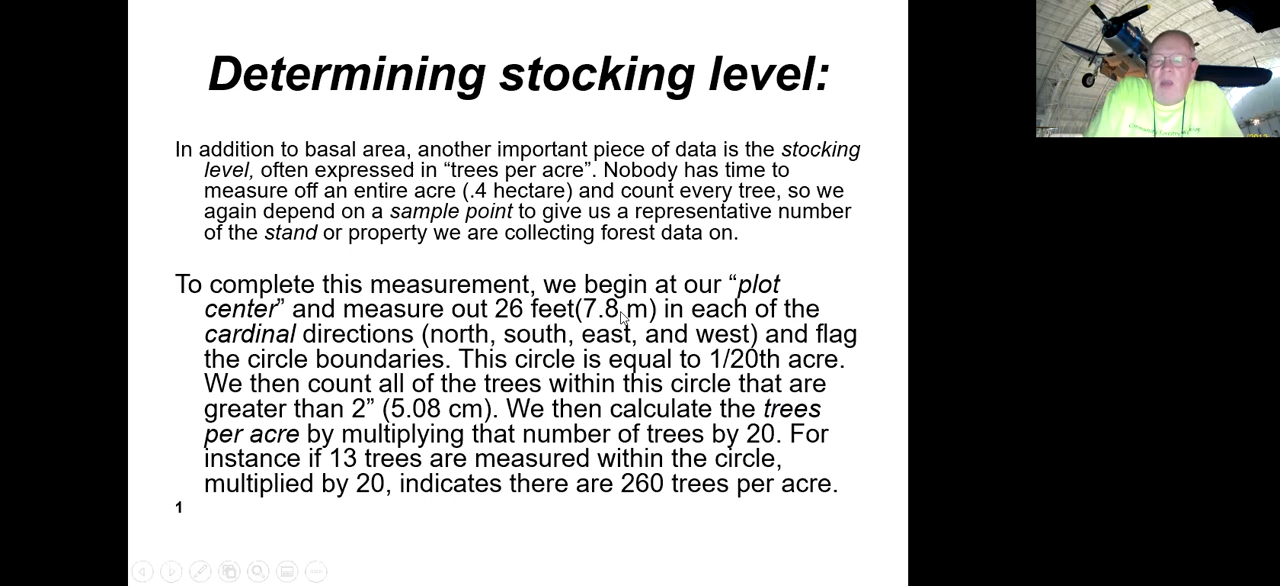 Determining stocking level:
In addition to basal area, another important piece of data is the stocking
level, often expressed in “trees per acre”. Nobody has time to
measure off an entire acre (.4 hectare) and count every tree, so we
again depend on a sample point to give us a representative number
of the stand or property we are collecting forest data on.
To complete this measurement, we begin at our “plot
center” and measure out 26 feet(7.8 m) in each of the
cardinal directions (north, south, east, and west) and flag
the circle boundaries. This circle is equal to 1/20th acre.
We then count all of the trees within this circle that are
greater than 2” (5.08 cm). We then calculate the trees
per acre by multiplying that number of trees by 20. For
instance if 13 trees are measured within the circle,
multiplied by 20, indicates there are 260 trees per acre.
1